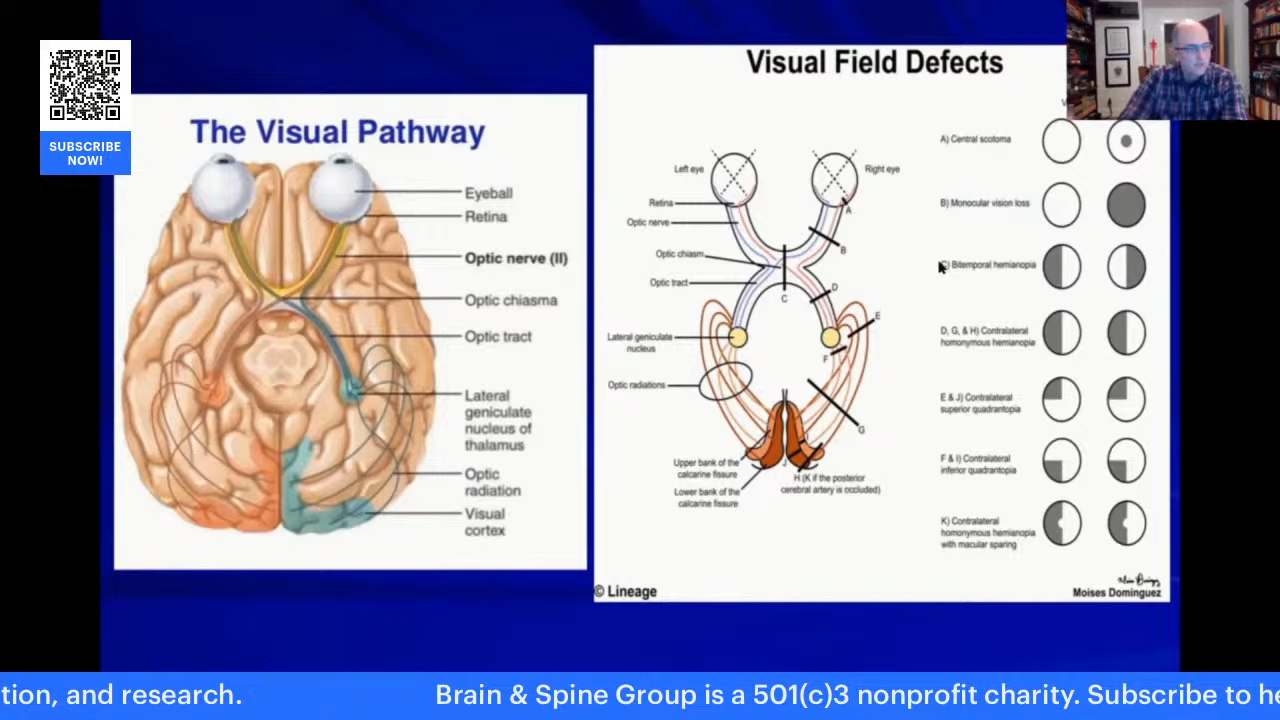 SUBSCRIBE
NOW!
The Visual Pathway
Eyeball
Retina
Optic nerve (II)
Optic chiasma
Optic tract
Lateral
geniculate
nucleus of
thalamus
Optic
radiation
Visual
cortex
Visual Field Defects
Left eye
Right eye
Retina
Optic nerve
Optic chiasm
Optic tract
Lateral geniculate
nucleus
Optic radiations
Upper bank of the
calcarine fissure
Lower bank of the
calcarine fissure
A
B
C
D
E
F
G
H (K if the posterior
cerebral artery is occluded)
A) Central scotoma
B) Monocular vision loss
C) Bitemporal hemianopia
D, G, & H) Contralateral
homonymous hemianopia
E & J) Contralateral
superior quadrantopia
F & I) Contralateral
inferior quadrantopia
K) Contralateral
homonymous hemianopia
with macular sparing
© Lineage
Moises Dominguez
tion, and research.
Brain & Spine Group is a 501(c)3 nonprofit charity. Subscribe to he